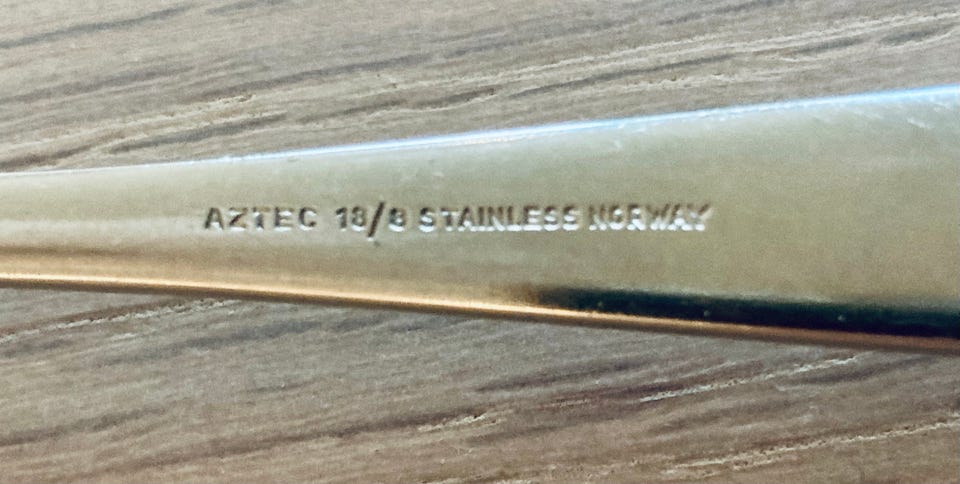 AZTEC 18/8 STAINLESS NORWAY